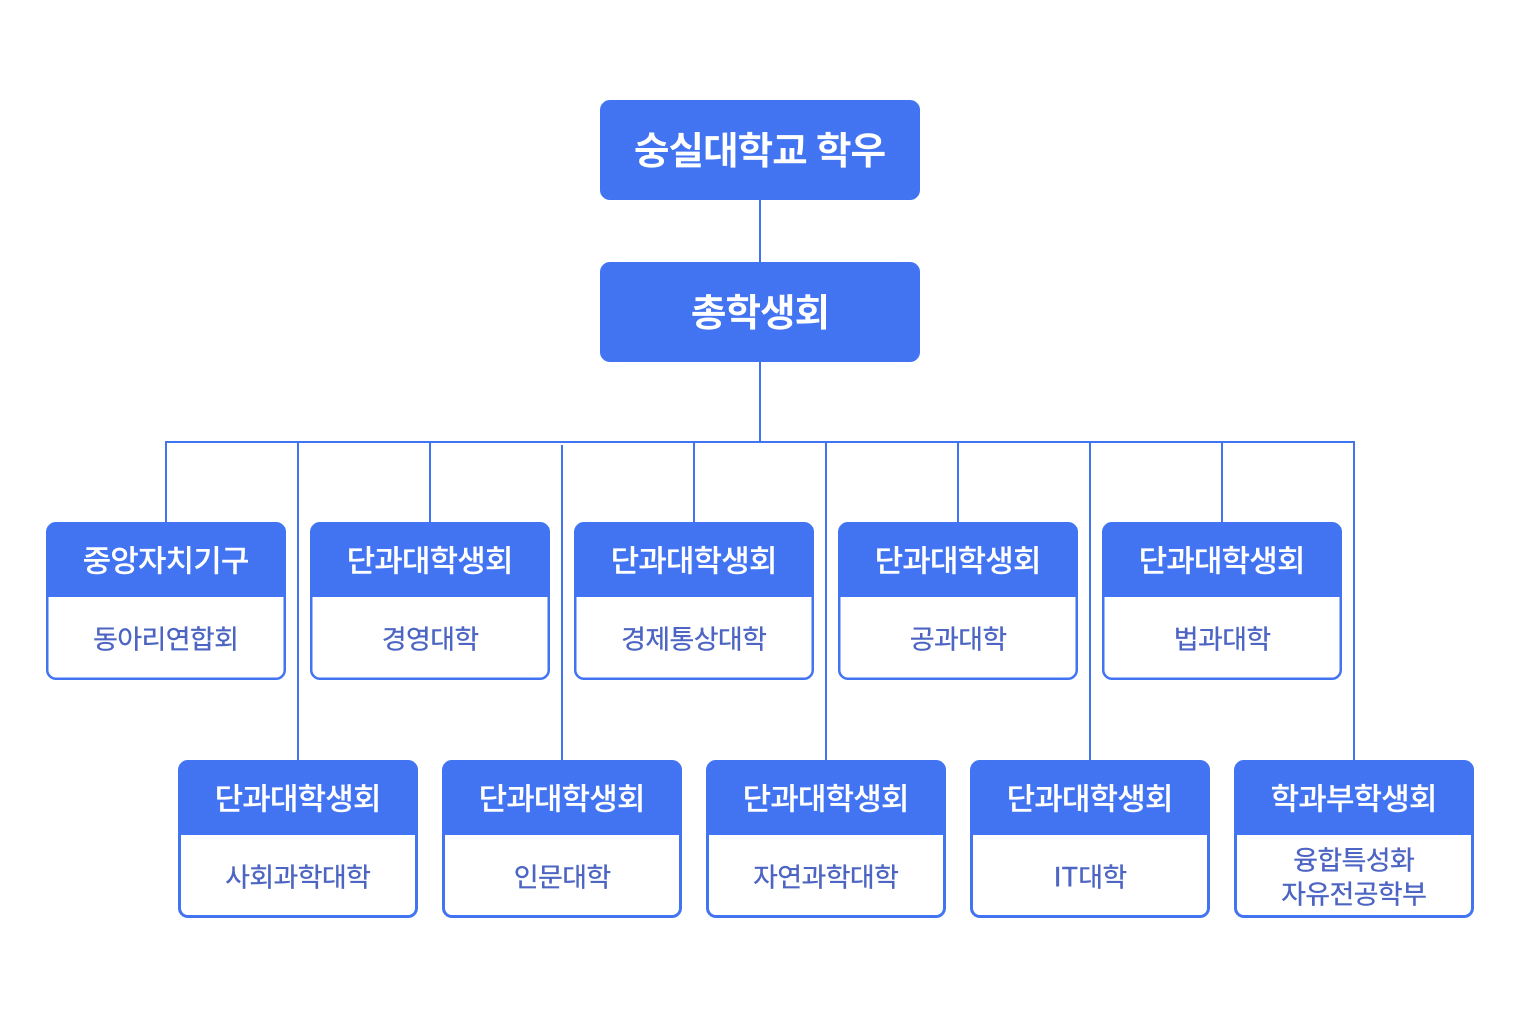 숭실대학교 학우
총학생회
중앙자치기구
동아리연합회
단과대학생회
경영대학
단과대학생회
경제통상대학
단과대학생회
공과대학
단과대학생회
법과대학
단과대학생회
사회과학대학
단과대학생회
인문대학
단과대학생회
자연과학대학
단과대학생회
IT대학
학과부학생회
융합특성화
자유전공학부